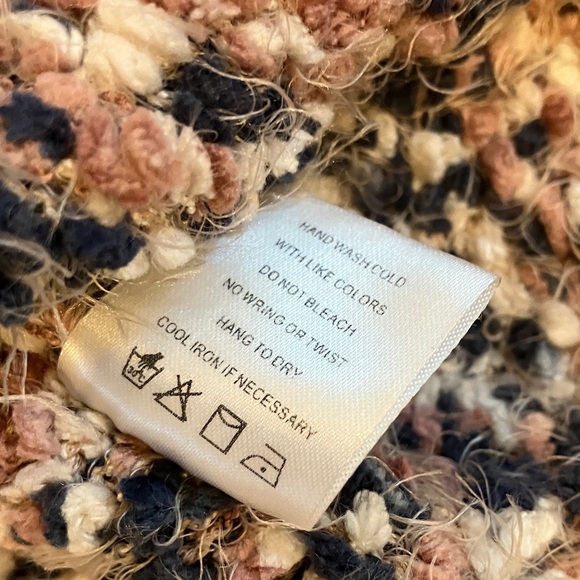 HAND WASH COLD
WITH LIKE COLORS
DO NOT BLEACH
NO WRING OR TWIST
HANG TO DRY
COOL IRON IF NECESSARY
30°